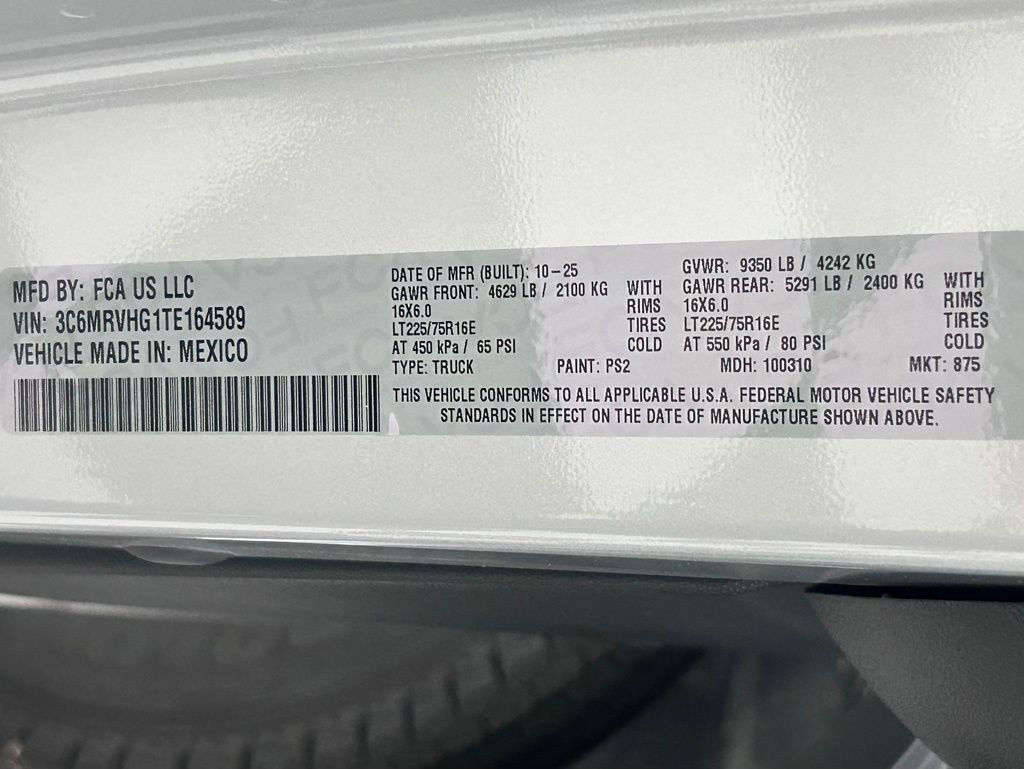 MFD BY: FCA US LLC
VIN: 3C6MRVHG1TE164589
VEHICLE MADE IN: MEXICO
DATE OF MFR (BUILT): 10-25
GAWR FRONT: 4629 LB / 2100 KG WITH
16X6.0 RIMS
LT225/75R16E TIRES
AT 450 kPa / 65 PSI COLD
GVWR: 9350 LB / 4242 KG
GAWR REAR: 5291 LB / 2400 KG WITH
16X6.0 RIMS
LT225/75R16E TIRES
AT 550 kPa / 80 PSI COLD
TYPE: TRUCK PAINT: PS2 MDH: 100310 MKT: 875
THIS VEHICLE CONFORMS TO ALL APPLICABLE U.S.A. FEDERAL MOTOR VEHICLE SAFETY
STANDARDS IN EFFECT ON THE DATE OF MANUFACTURE SHOWN ABOVE.